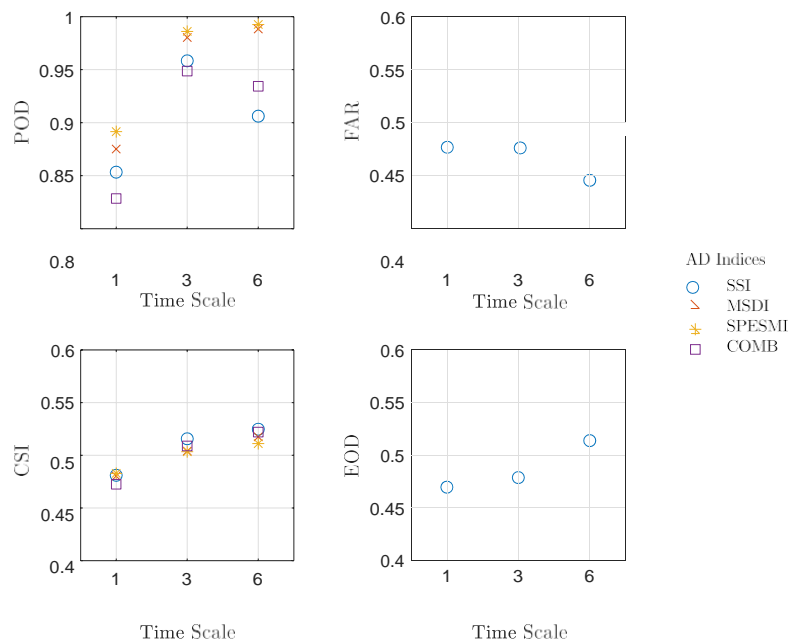 1
0.95
0.9
0.85
0.8
POD
1 3 6
Time Scale
0.6
0.55
0.5
0.45
0.4
FAR
1 3 6
Time Scale
AD Indices
SSI
MSDI
SPESMI
COMB
0.6
0.55
0.5
0.45
0.4
CSI
1 3 6
Time Scale
0.6
0.55
0.5
0.45
0.4
EOD
1 3 6
Time Scale